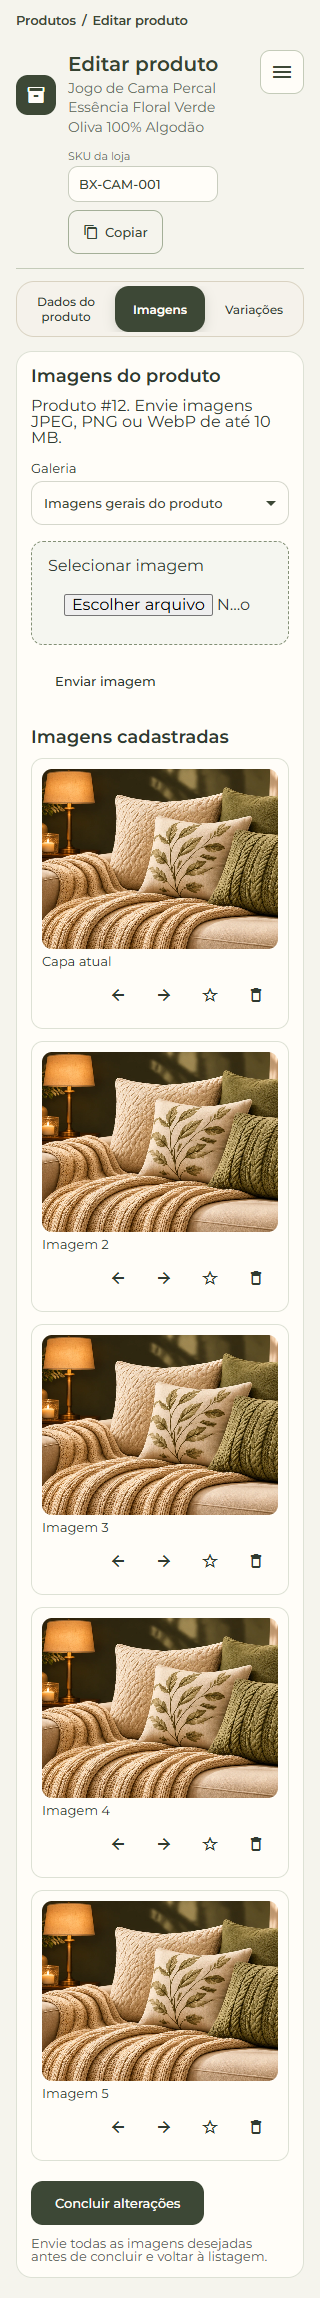 Produtos / Editar produto
Editar produto
Jogo de Cama Percal
Essência Floral Verde
Oliva 100% Algodão
SKU da loja
BX-CAM-001
Copiar
Dados do
produto
Imagens
Variações
Imagens do produto
Produto #12. Envie imagens
JPEG, PNG ou WebP de até 10
MB.
Galeria
Imagens gerais do produto
Selecionar imagem
Escolher arquivo N...o
Enviar imagem
Imagens cadastradas
Capa atual
Imagem 2
Imagem 3
Imagem 4
Imagem 5
Concluir alterações
Envie todas as imagens desejadas
antes de concluir e voltar à listagem.